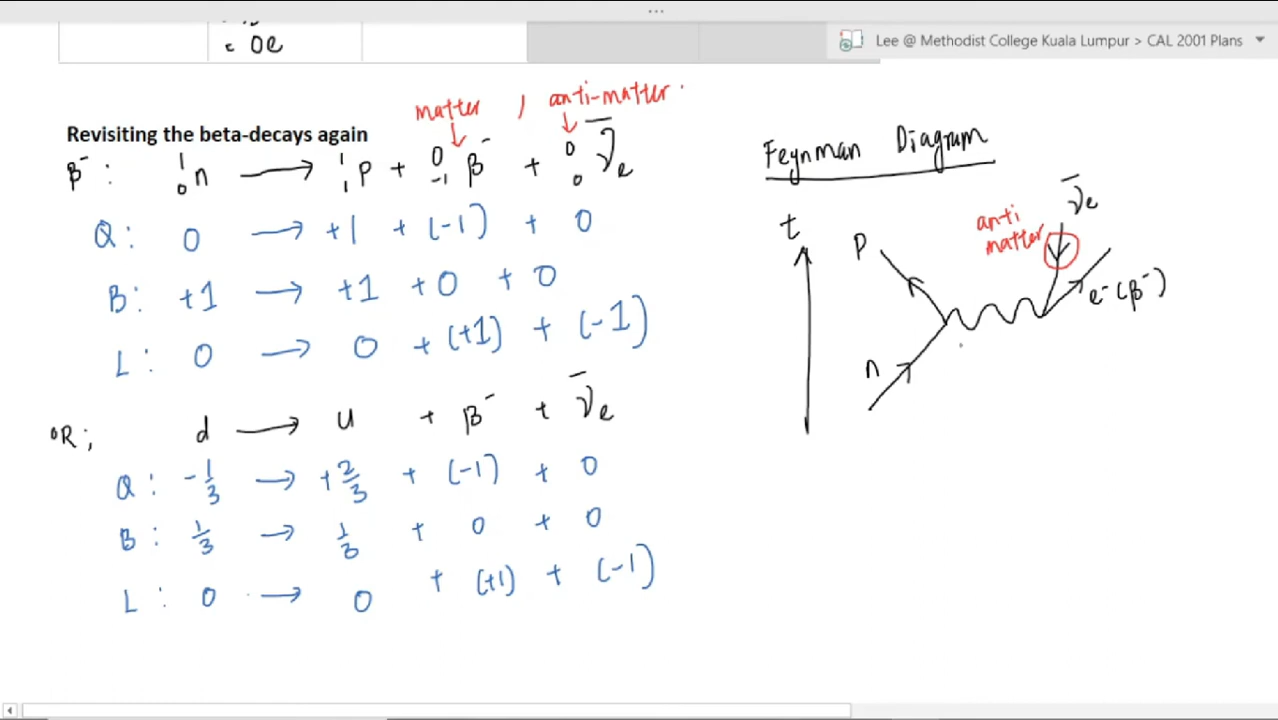 ...
= 0e
Lee @ Methodist College Kuala Lumpur > CAL 2001 Plans
matter , anti-matter.
Revisiting the beta-decays again
β⁻ : ¹₀n → ¹₁p + ⁰₋₁β⁻ + ⁰₀ν̅e
Q: 0 → +1 + (-1) + 0
B: +1 → +1 + 0 + 0
L: 0 → 0 + (+1) + (-1)
OR; d → u + β⁻ + ν̅e
Q: -1/3 → +2/3 + (-1) + 0
B: 1/3 → 1/3 + 0 + 0
L: 0 → 0 + (+1) + (-1)
Feynman Diagram
t
p
anti
matter
ν̅e
e⁻(β⁻)
n